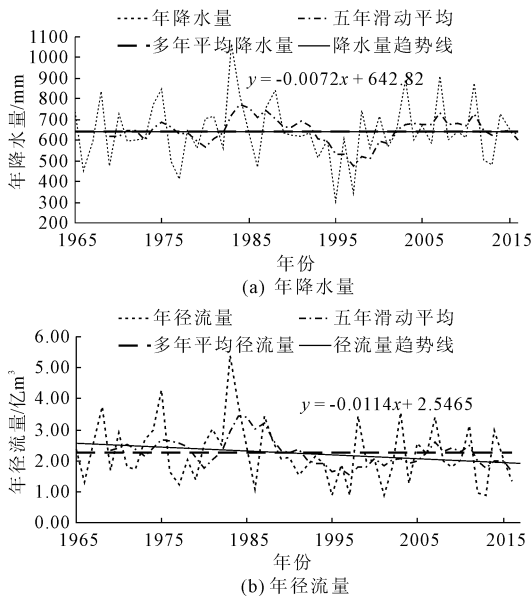 年降水量 五年滑动平均
多年平均降水量 降水量趋势线
1100
1000
900
800
700
600
500
400
300
200
y = -0.0072x + 642.82
年降水量/mm
1965 1975 1985 1995 2005 2015
年份
(a) 年降水量
年径流量 五年滑动平均
多年平均径流量 径流量趋势线
6.00
5.00
4.00
3.00
2.00
1.00
0.00
y = -0.0114x + 2.5465
年径流量/亿m³
1965 1975 1985 1995 2005 2015
年份
(b) 年径流量